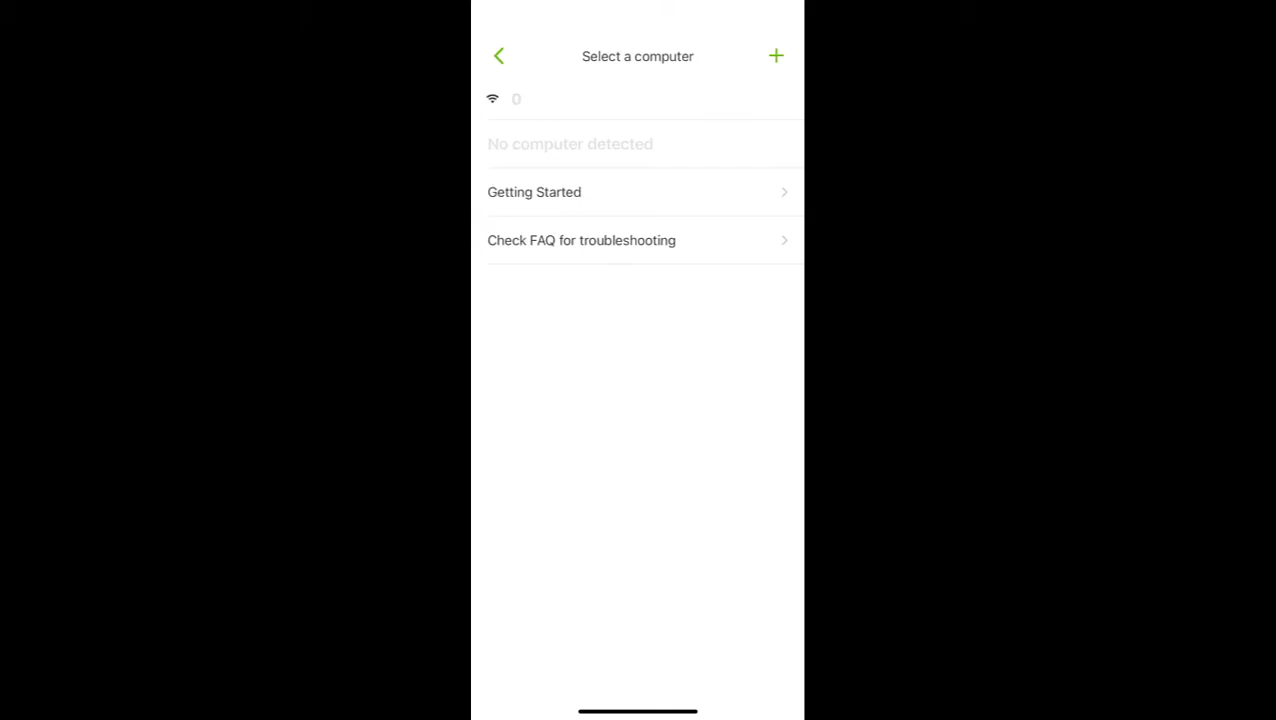 Select a computer
0
No computer detected
Getting Started
Check FAQ for troubleshooting